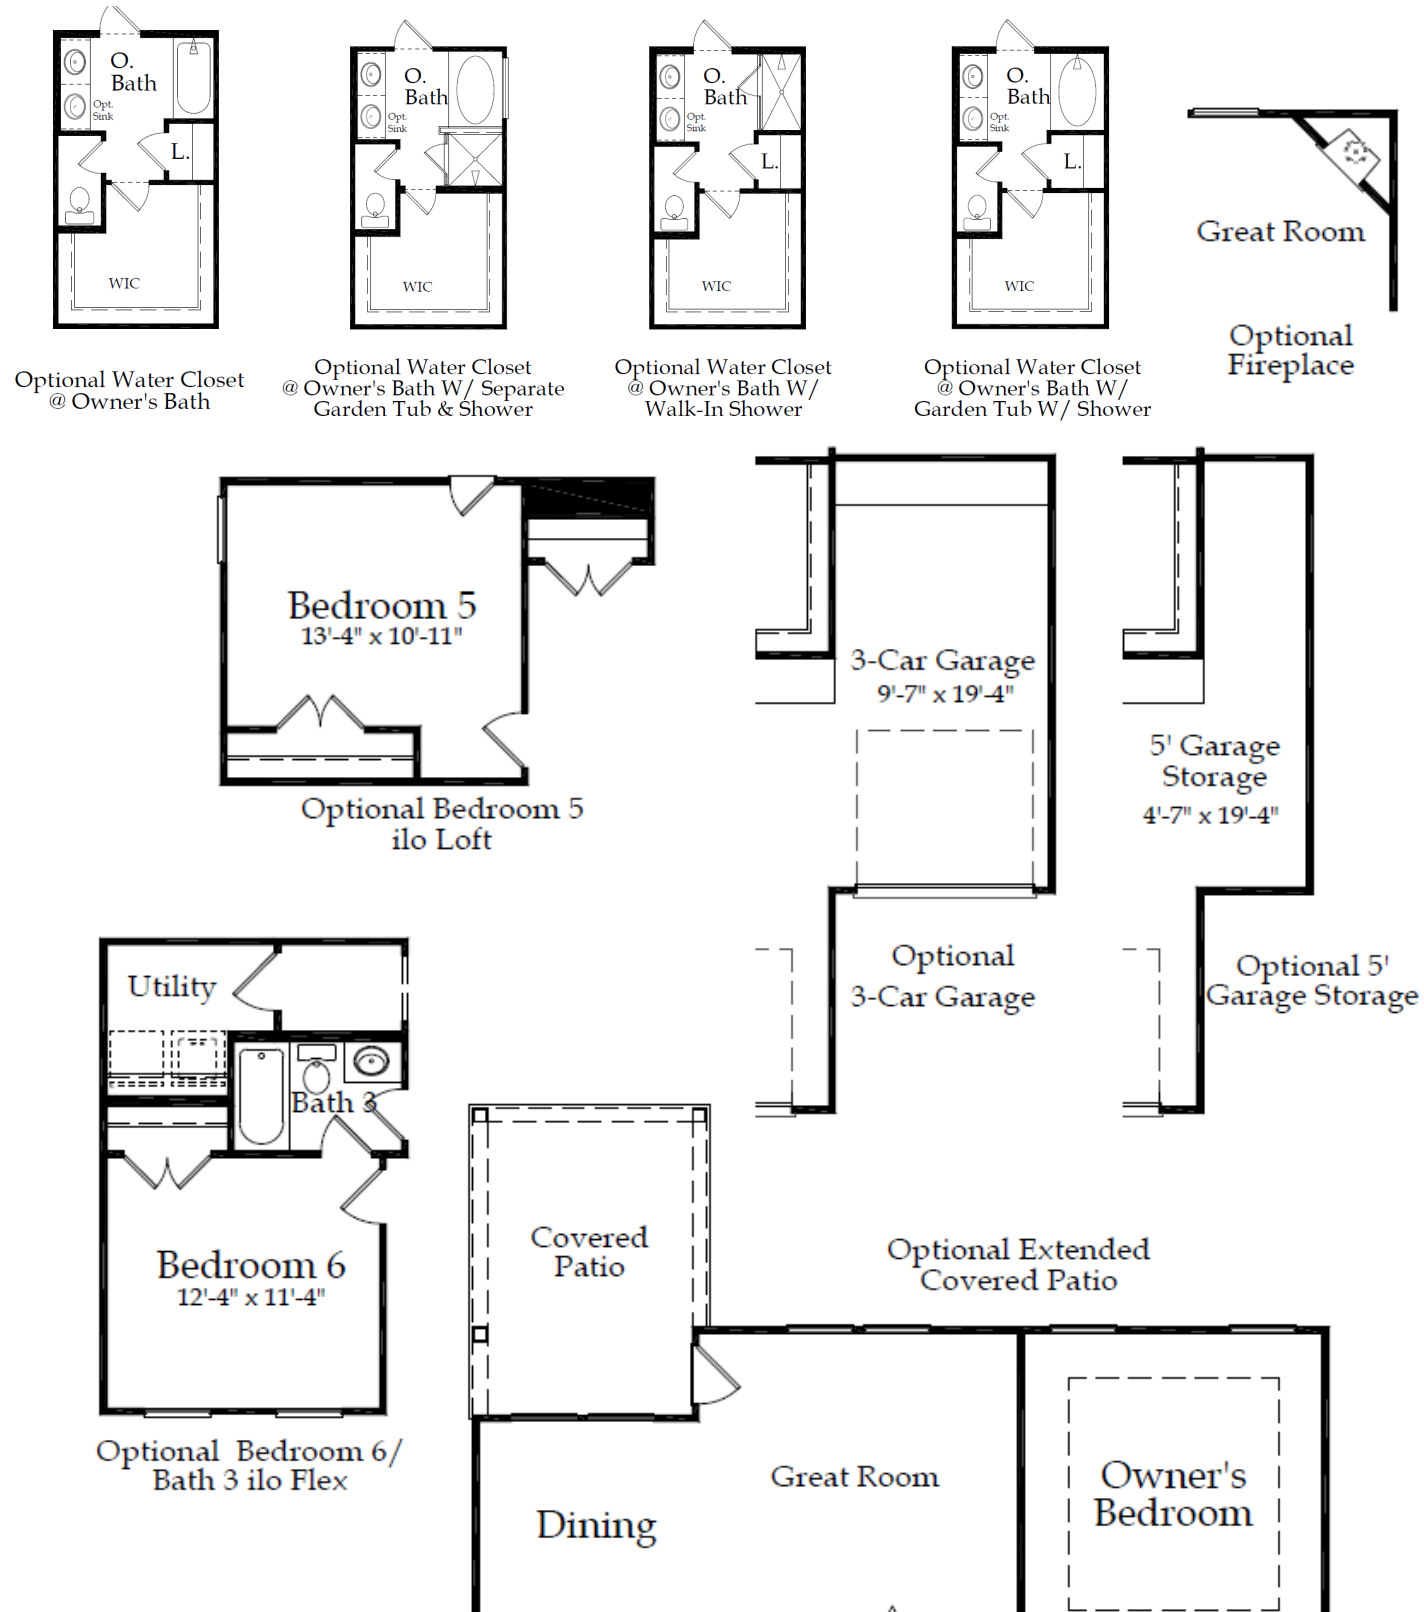 O.
Bath
Opt.
Sink
L.
WIC
Optional Water Closet
@ Owner's Bath
O.
Bath
Opt.
Sink
WIC
Optional Water Closet
@ Owner's Bath W/ Separate
Garden Tub & Shower
O.
Bath
Opt.
Sink
L.
WIC
Optional Water Closet
@ Owner's Bath W/
Walk-In Shower
O.
Bath
Opt.
Sink
L.
WIC
Optional Water Closet
@ Owner's Bath W/
Garden Tub W/ Shower
Great Room
Optional
Fireplace
Bedroom 5
13'-4" x 10'-11"
Optional Bedroom 5
ilo Loft
3-Car Garage
9'-7" x 19'-4"
Optional
3-Car Garage
5' Garage
Storage
4'-7" x 19'-4"
Optional 5'
Garage Storage
Utility
Bath 3
Bedroom 6
12'-4" x 11'-4"
Optional Bedroom 6/
Bath 3 ilo Flex
Covered
Patio
Optional Extended
Covered Patio
Great Room
Dining
Owner's
Bedroom